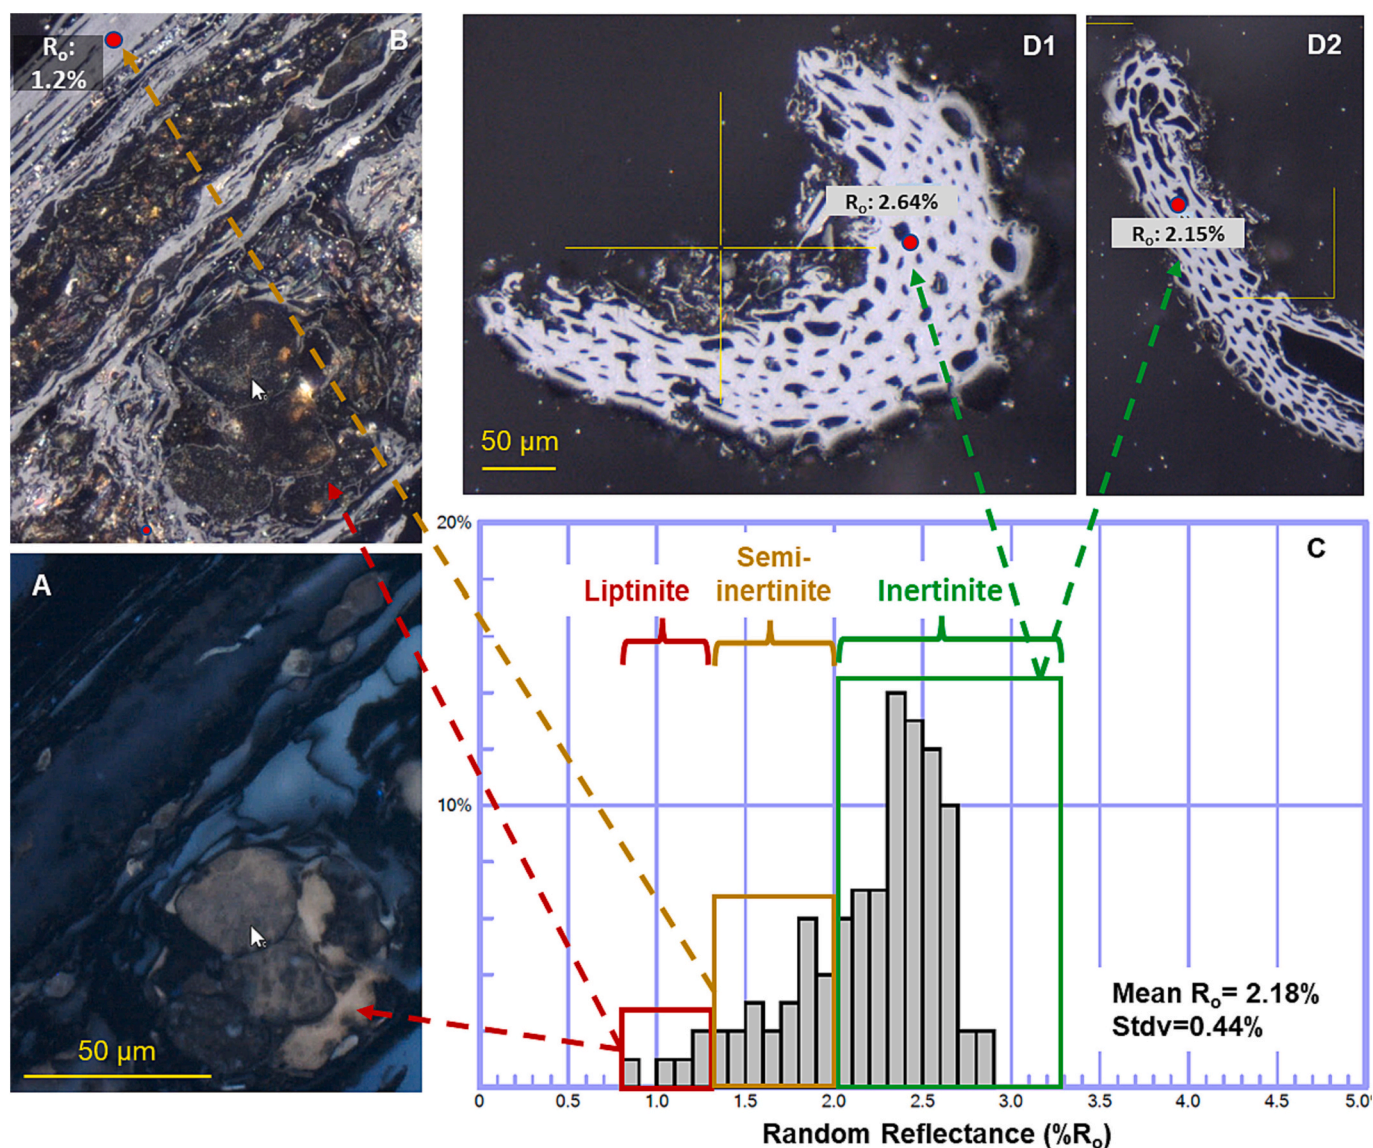 Rₒ:
1.2%
B
D1
Rₒ: 2.64%
50 µm
D2
Rₒ: 2.15%
A
50 µm
C
20%
10%
Liptinite
Semi-
inertinite
Inertinite
Mean Rₒ= 2.18%
Stdv=0.44%
0 0.5 1.0 1.5 2.0 2.5 3.0 3.5 4.0 4.5 5.0
Random Reflectance (%Rₒ)